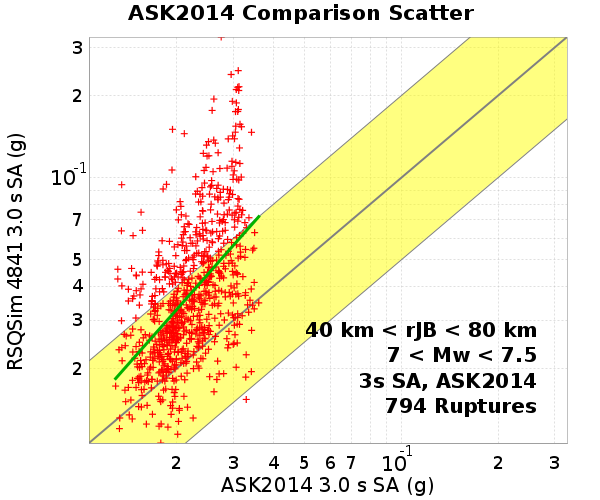 ASK2014 Comparison Scatter
RSQSim 4841 3.0 s SA (g)
3
2
10-1
7
5
4
3
2
40 km < rJB < 80 km
7 < Mw < 7.5
3s SA, ASK2014
794 Ruptures
2 3 4 5 6 7 10-1 2 3
ASK2014 3.0 s SA (g)